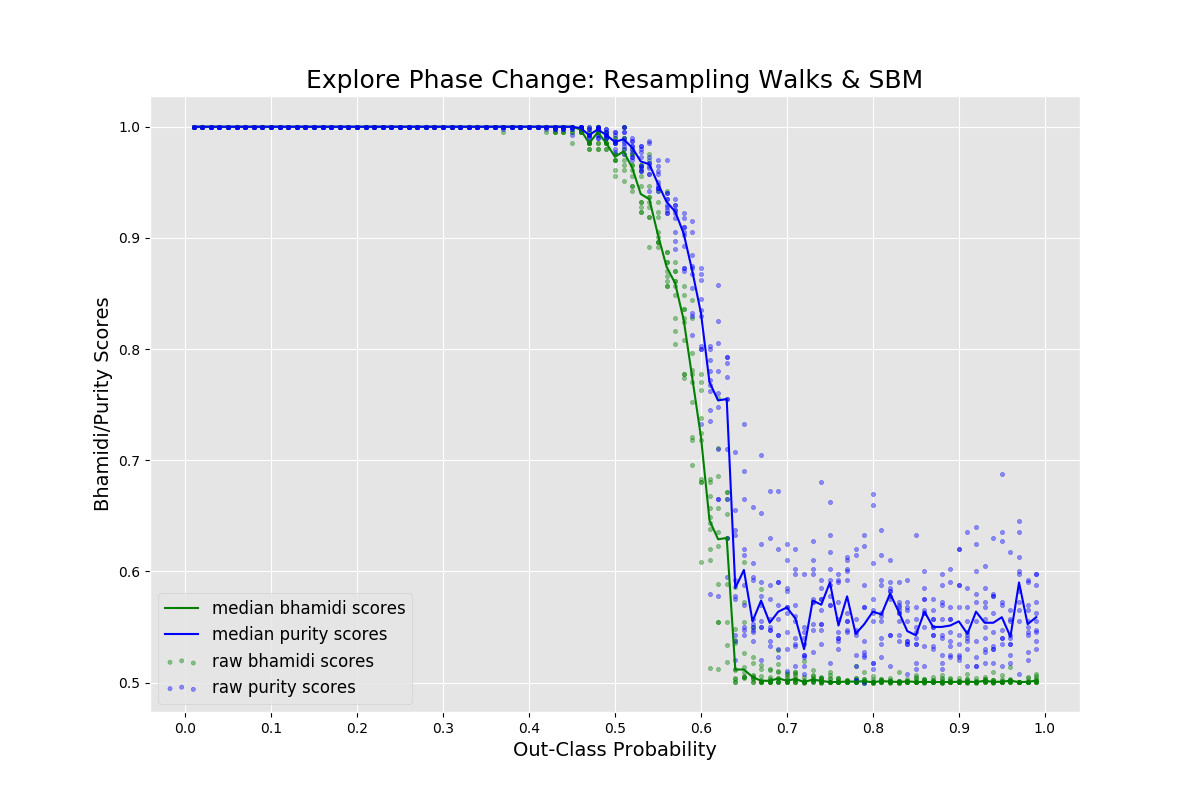 Explore Phase Change: Resampling Walks & SBM
Bhamidi/Purity Scores
1.0
0.9
0.8
0.7
0.6
0.5
median bhamidi scores
median purity scores
raw bhamidi scores
raw purity scores
0.0 0.1 0.2 0.3 0.4 0.5 0.6 0.7 0.8 0.9 1.0
Out-Class Probability